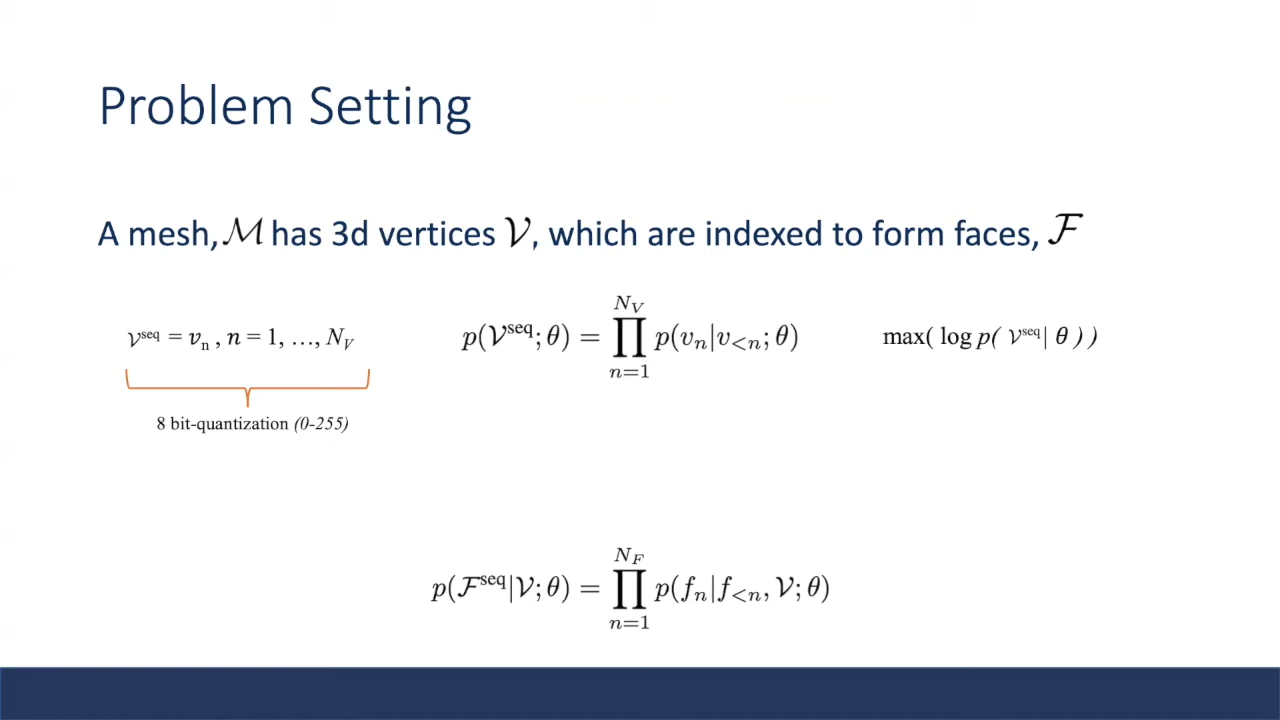 Problem Setting
A mesh, ℳ has 3d vertices 𝒱, which are indexed to form faces, ℱ
𝒱^seq = v_n , n = 1, …, N_V
p(𝒱^seq; θ) = ∏_{n=1}^{N_V} p(v_n|v_{<n}; θ)
max( log p( 𝒱^seq| θ ) )
8 bit-quantization (0-255)
p(ℱ^seq|𝒱; θ) = ∏_{n=1}^{N_F} p(f_n|f_{<n}, 𝒱; θ)